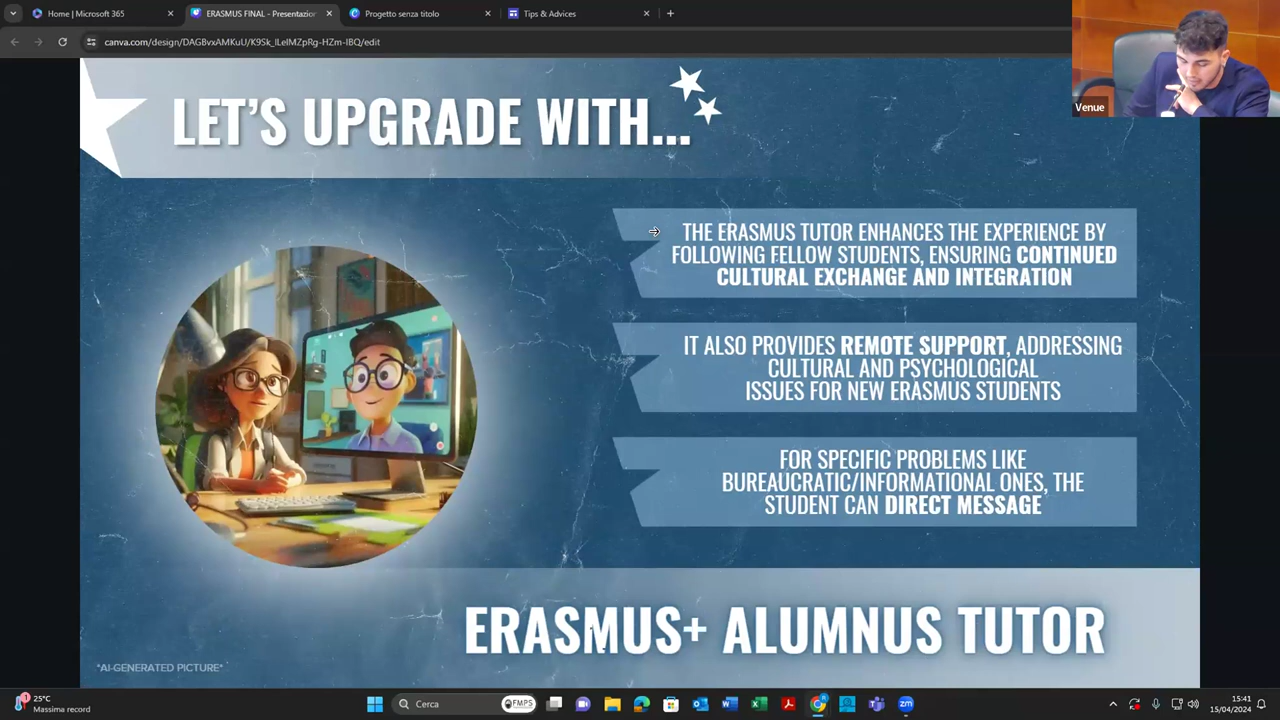 Home | Microsoft 365
ERASMUS FINAL - Presentazion
Progetto senza titolo
Tips & Advices
canva.com/design/DAGBvxAMKuU/K9Sk_lLeIMZpRg-HZm-IBQ/edit
Venue
LET'S UPGRADE WITH...
THE ERASMUS TUTOR ENHANCES THE EXPERIENCE BY
FOLLOWING FELLOW STUDENTS, ENSURING CONTINUED
CULTURAL EXCHANGE AND INTEGRATION
IT ALSO PROVIDES REMOTE SUPPORT, ADDRESSING
CULTURAL AND PSYCHOLOGICAL
ISSUES FOR NEW ERASMUS STUDENTS
FOR SPECIFIC PROBLEMS LIKE
BUREAUCRATIC/INFORMATIONAL ONES, THE
STUDENT CAN DIRECT MESSAGE
ERASMUS+ ALUMNUS TUTOR
*AI-GENERATED PICTURE*
1
25°C
Massima record
Cerca
FMPS
zm
15:41
15/04/2024